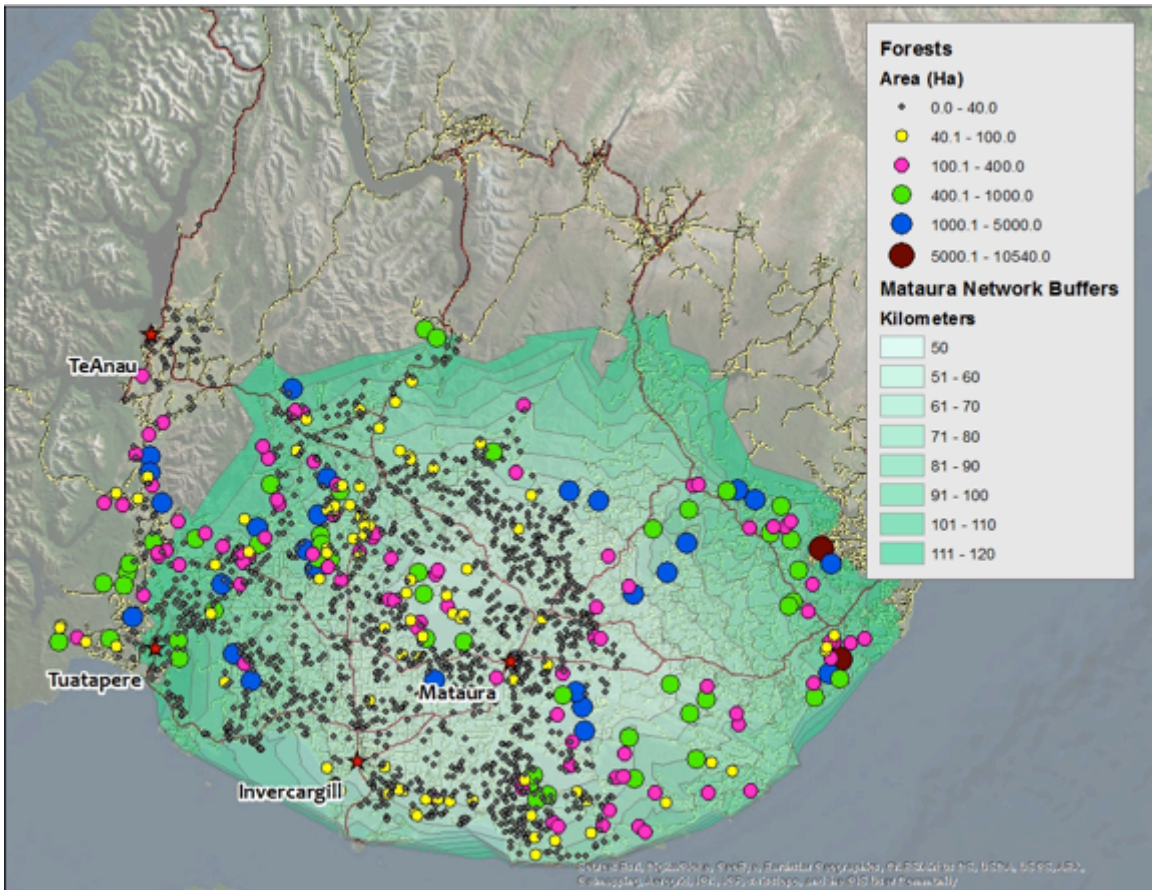 Forests
Area (Ha)
0.0 - 40.0
40.1 - 100.0
100.1 - 400.0
400.1 - 1000.0
1000.1 - 5000.0
5000.1 - 10540.0
Mataura Network Buffers
Kilometers
50
51 - 60
61 - 70
71 - 80
81 - 90
91 - 100
101 - 110
111 - 120
TeAnau
Tuatapere
Mataura
Invercargill